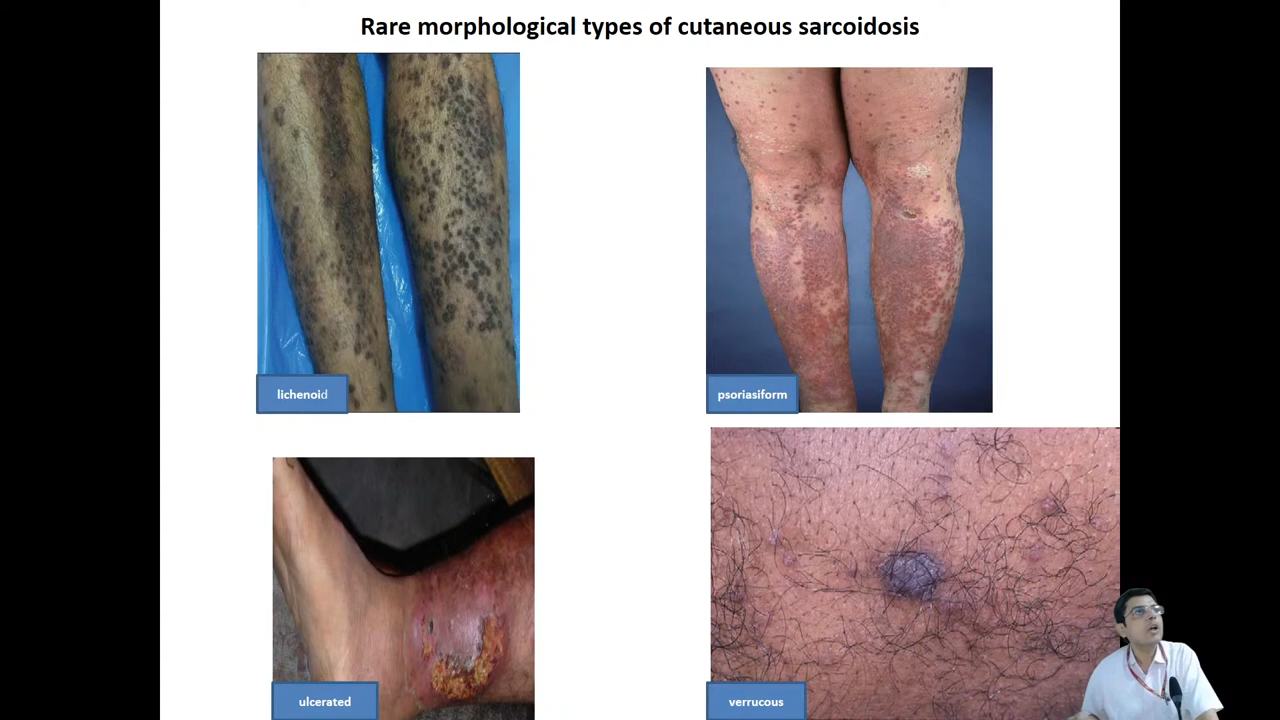 Rare morphological types of cutaneous sarcoidosis
lichenoid
psoriasiform
ulcerated
verrucous